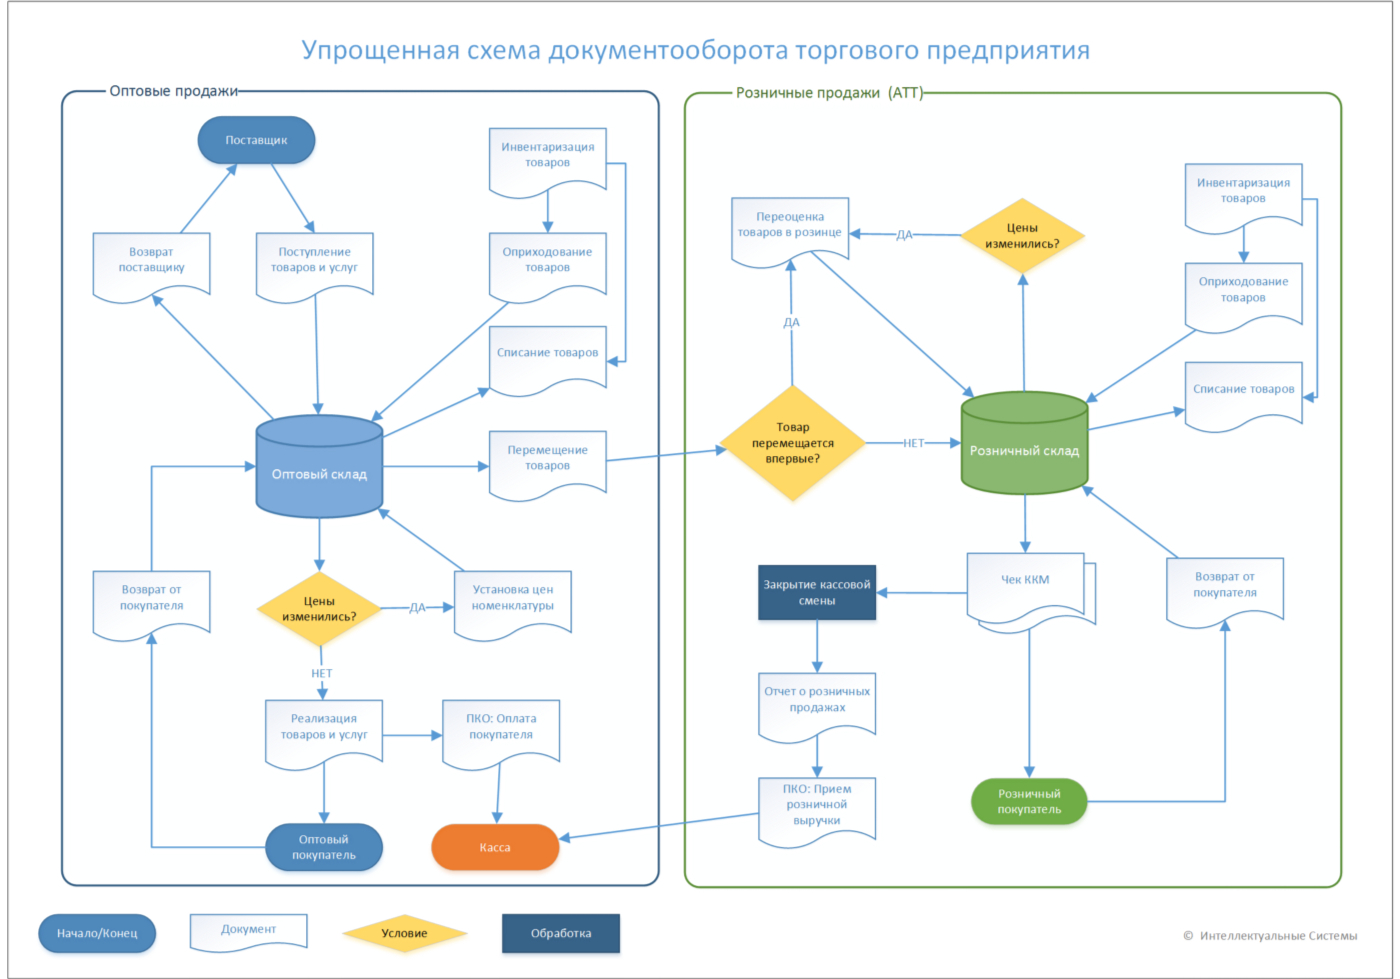 Упрощенная схема документооборота торгового предприятия
Оптовые продажи
Поставщик
Инвентаризация
товаров
Возврат
поставщику
Поступление
товаров и услуг
Оприходование
товаров
Списание товаров
Перемещение
товаров
Оптовый склад
Возврат от
покупателя
Цены
изменились?
ДА
Установка цен
номенклатуры
НЕТ
Реализация
товаров и услуг
ПКО: Оплата
покупателя
Оптовый
покупатель
Касса
Розничные продажи (АТТ)
Переоценка
товаров в розинце
ДА
Цены
изменились?
Инвентаризация
товаров
Оприходование
товаров
ДА
Списание товаров
Товар
перемещается
впервые?
НЕТ
Розничный склад
Закрытие кассовой
смены
Чек ККМ
Возврат от
покупателя
Отчет о розничных
продажах
ПКО: Прием
розничной
выручки
Розничный
покупатель
Начало/Конец
Документ
Условие
Обработка
© Интеллектуальные Системы